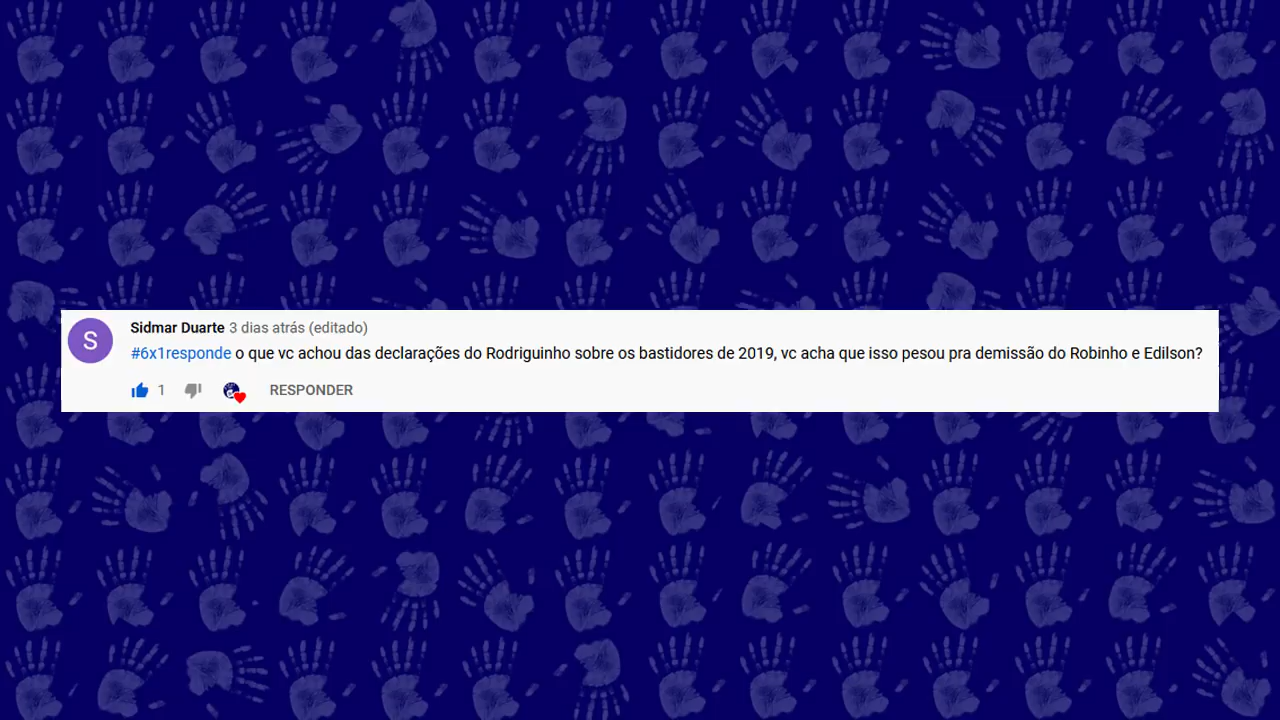 S
Sidmar Duarte 3 dias atrás (editado)
#6x1responde o que vc achou das declarações do Rodriguinho sobre os bastidores de 2019, vc acha que isso pesou pra demissão do Robinho e Edilson?
1 RESPONDER